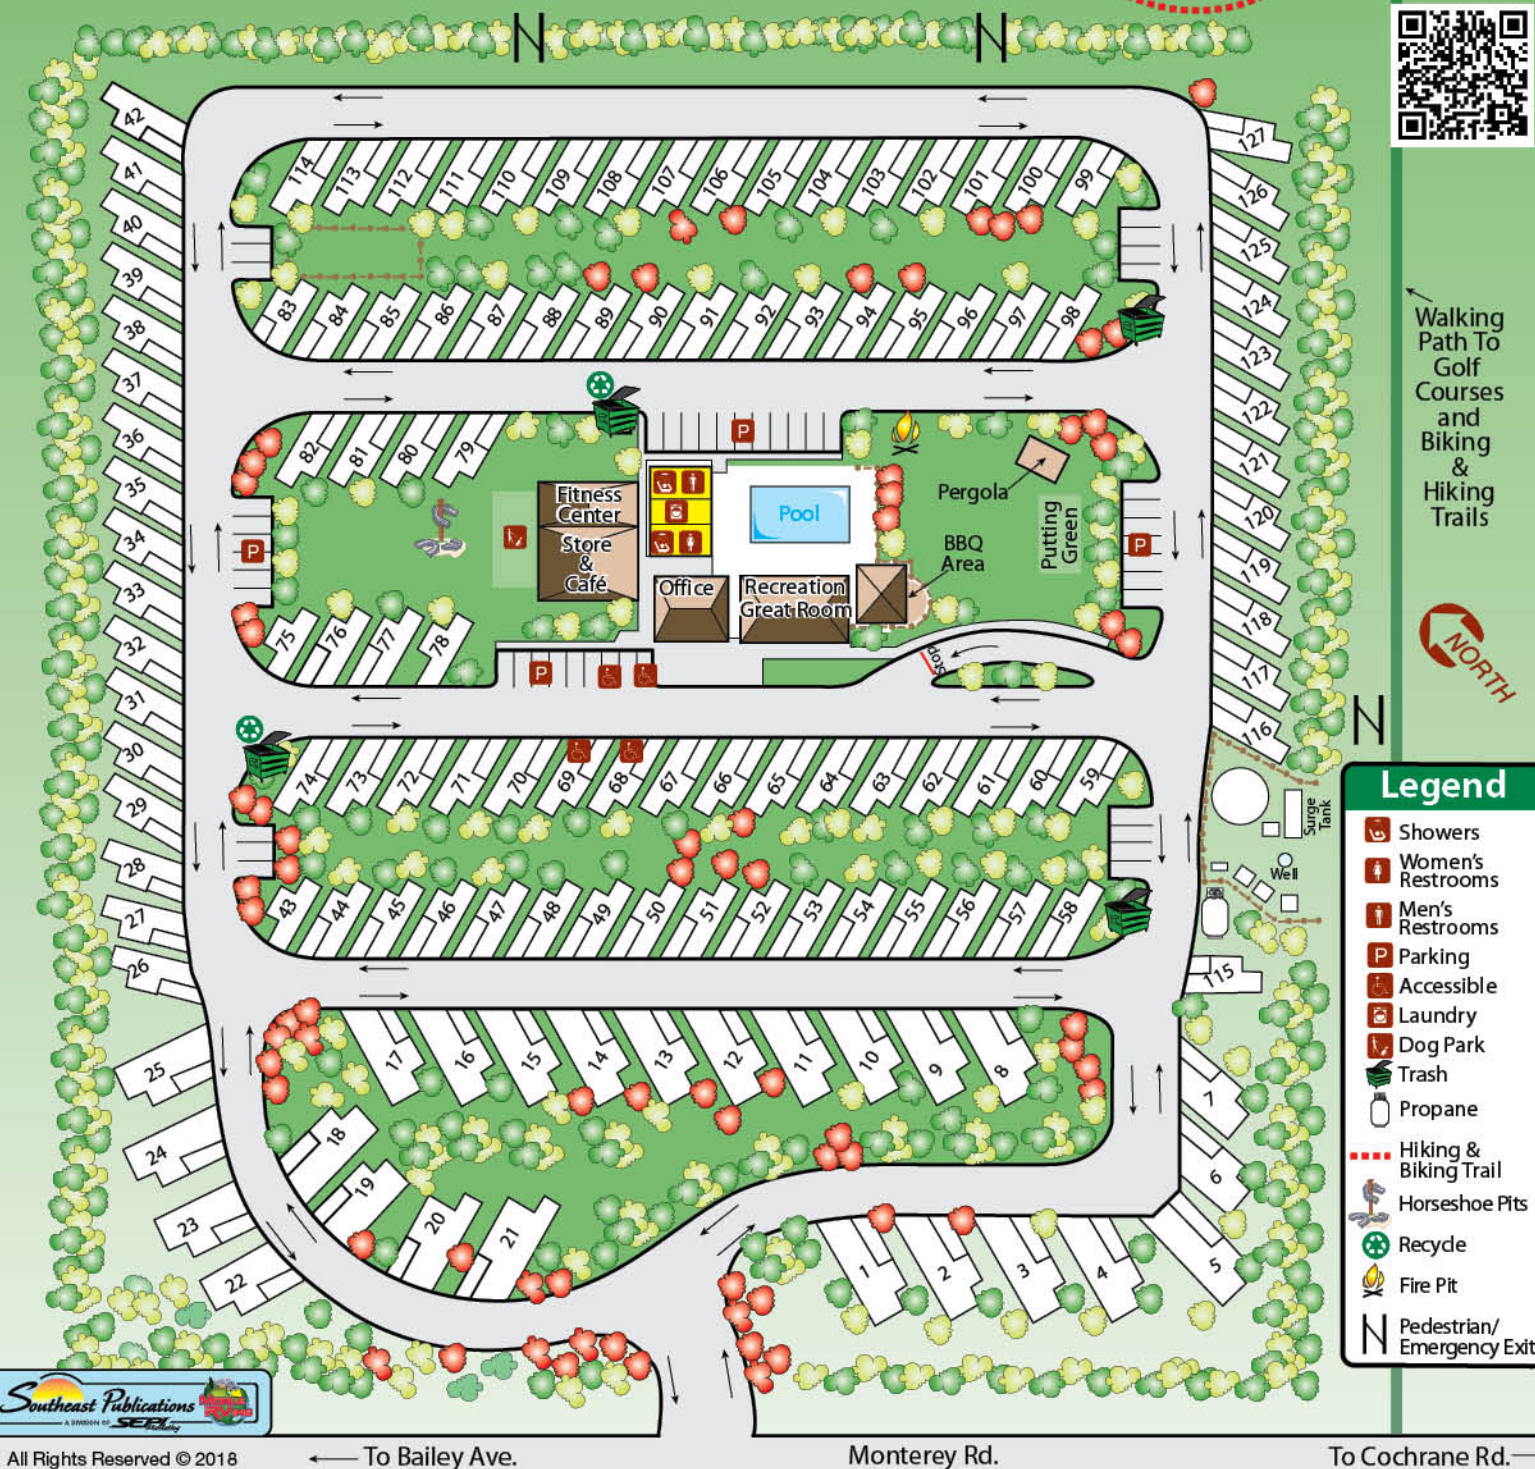 N
N
42
41
40
39
38
37
36
35
34
33
32
31
30
29
28
27
26
25
24
23
22
114
113
112
111
110
109
108
107
106
105
104
103
102
101
100
99
83
84
85
86
87
88
89
90
91
92
93
94
95
96
97
98
127
126
125
124
123
122
121
120
119
118
117
116
115
82
81
80
79
P
P
P
P
Fitness
Center
Store
&
Café
Office
Recreation
Great Room
Pool
Pergola
BBQ
Area
Putting
Green
75
76
77
78
Stop
74
73
72
71
70
69
68
67
66
65
64
63
62
61
60
59
43
44
45
46
47
48
49
50
51
52
53
54
55
56
57
58
Surge
Tank
Well
17
16
15
14
13
12
11
10
9
8
7
6
5
18
19
20
21
1
2
3
4
Walking
Path To
Golf
Courses
and
Biking
&
Hiking
Trails
NORTH
N
Legend
Showers
Women's
Restrooms
Men's
Restrooms
P Parking
Accessible
Laundry
Dog Park
Trash
Propane
Hiking &
Biking Trail
Horseshoe Pits
Recycle
Fire Pit
N Pedestrian/
Emergency Exit
Southeast Publications
A DIVISION OF SEPI
All Rights Reserved © 2018
To Bailey Ave.
Monterey Rd.
To Cochrane Rd.